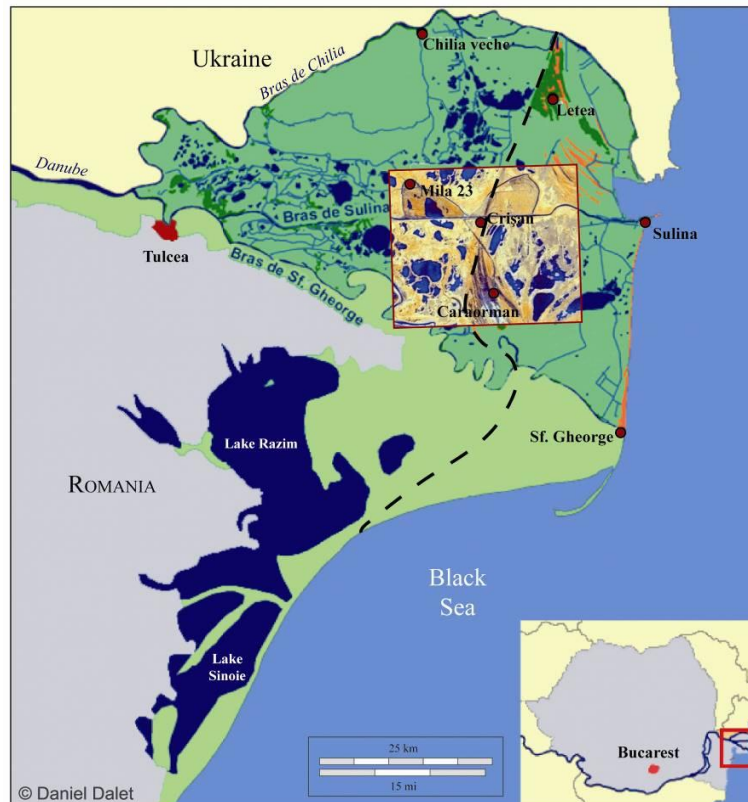 Ukraine
Chilia veche
Bras de Chilia
Letea
Danube
Mila 23
Bras de Sulina
Crişan
Sulina
Tulcea
Bras de Sf. Gheorge
Caraorman
Sf. Gheorge
Lake Razim
ROMANIA
Black
Sea
Lake
Sinoie
25 km
15 mi
Bucarest
© Daniel Dalet